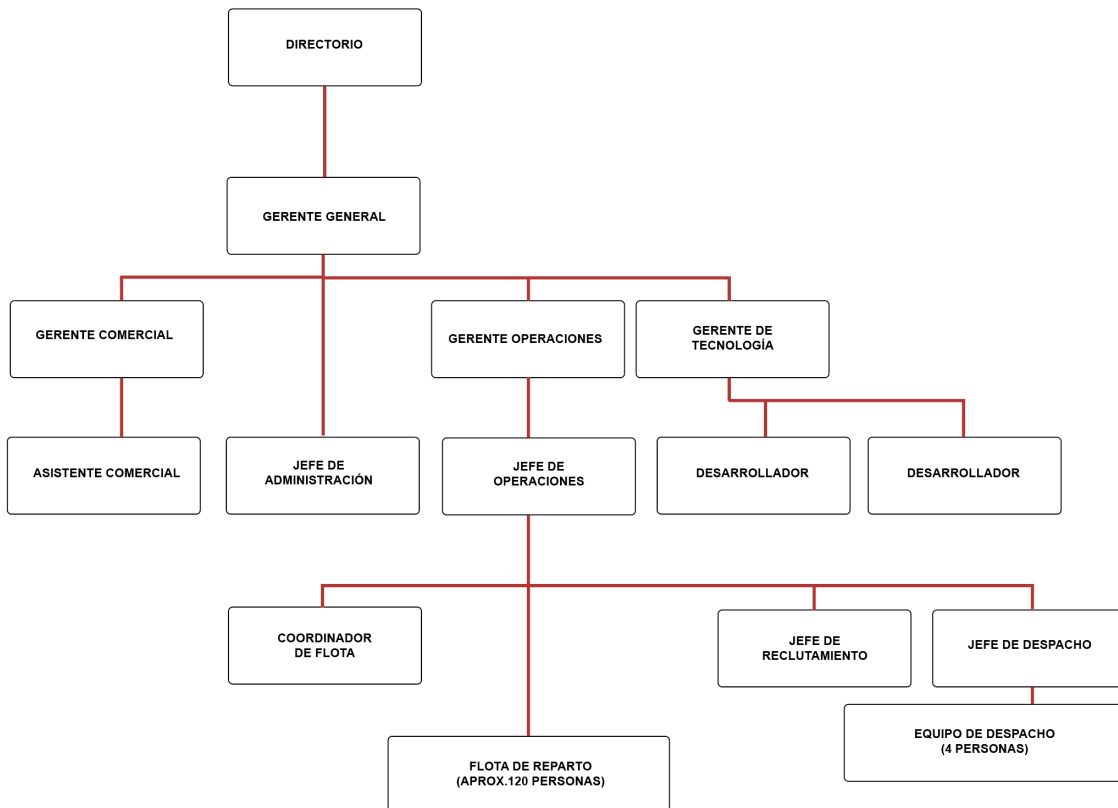 DIRECTORIO
GERENTE GENERAL
GERENTE COMERCIAL
GERENTE OPERACIONES
GERENTE DE
TECNOLOGÍA
ASISTENTE COMERCIAL
JEFE DE
ADMINISTRACIÓN
JEFE DE
OPERACIONES
DESARROLLADOR
DESARROLLADOR
COORDINADOR
DE FLOTA
JEFE DE
RECLUTAMIENTO
JEFE DE DESPACHO
EQUIPO DE DESPACHO
(4 PERSONAS)
FLOTA DE REPARTO
(APROX.120 PERSONAS)